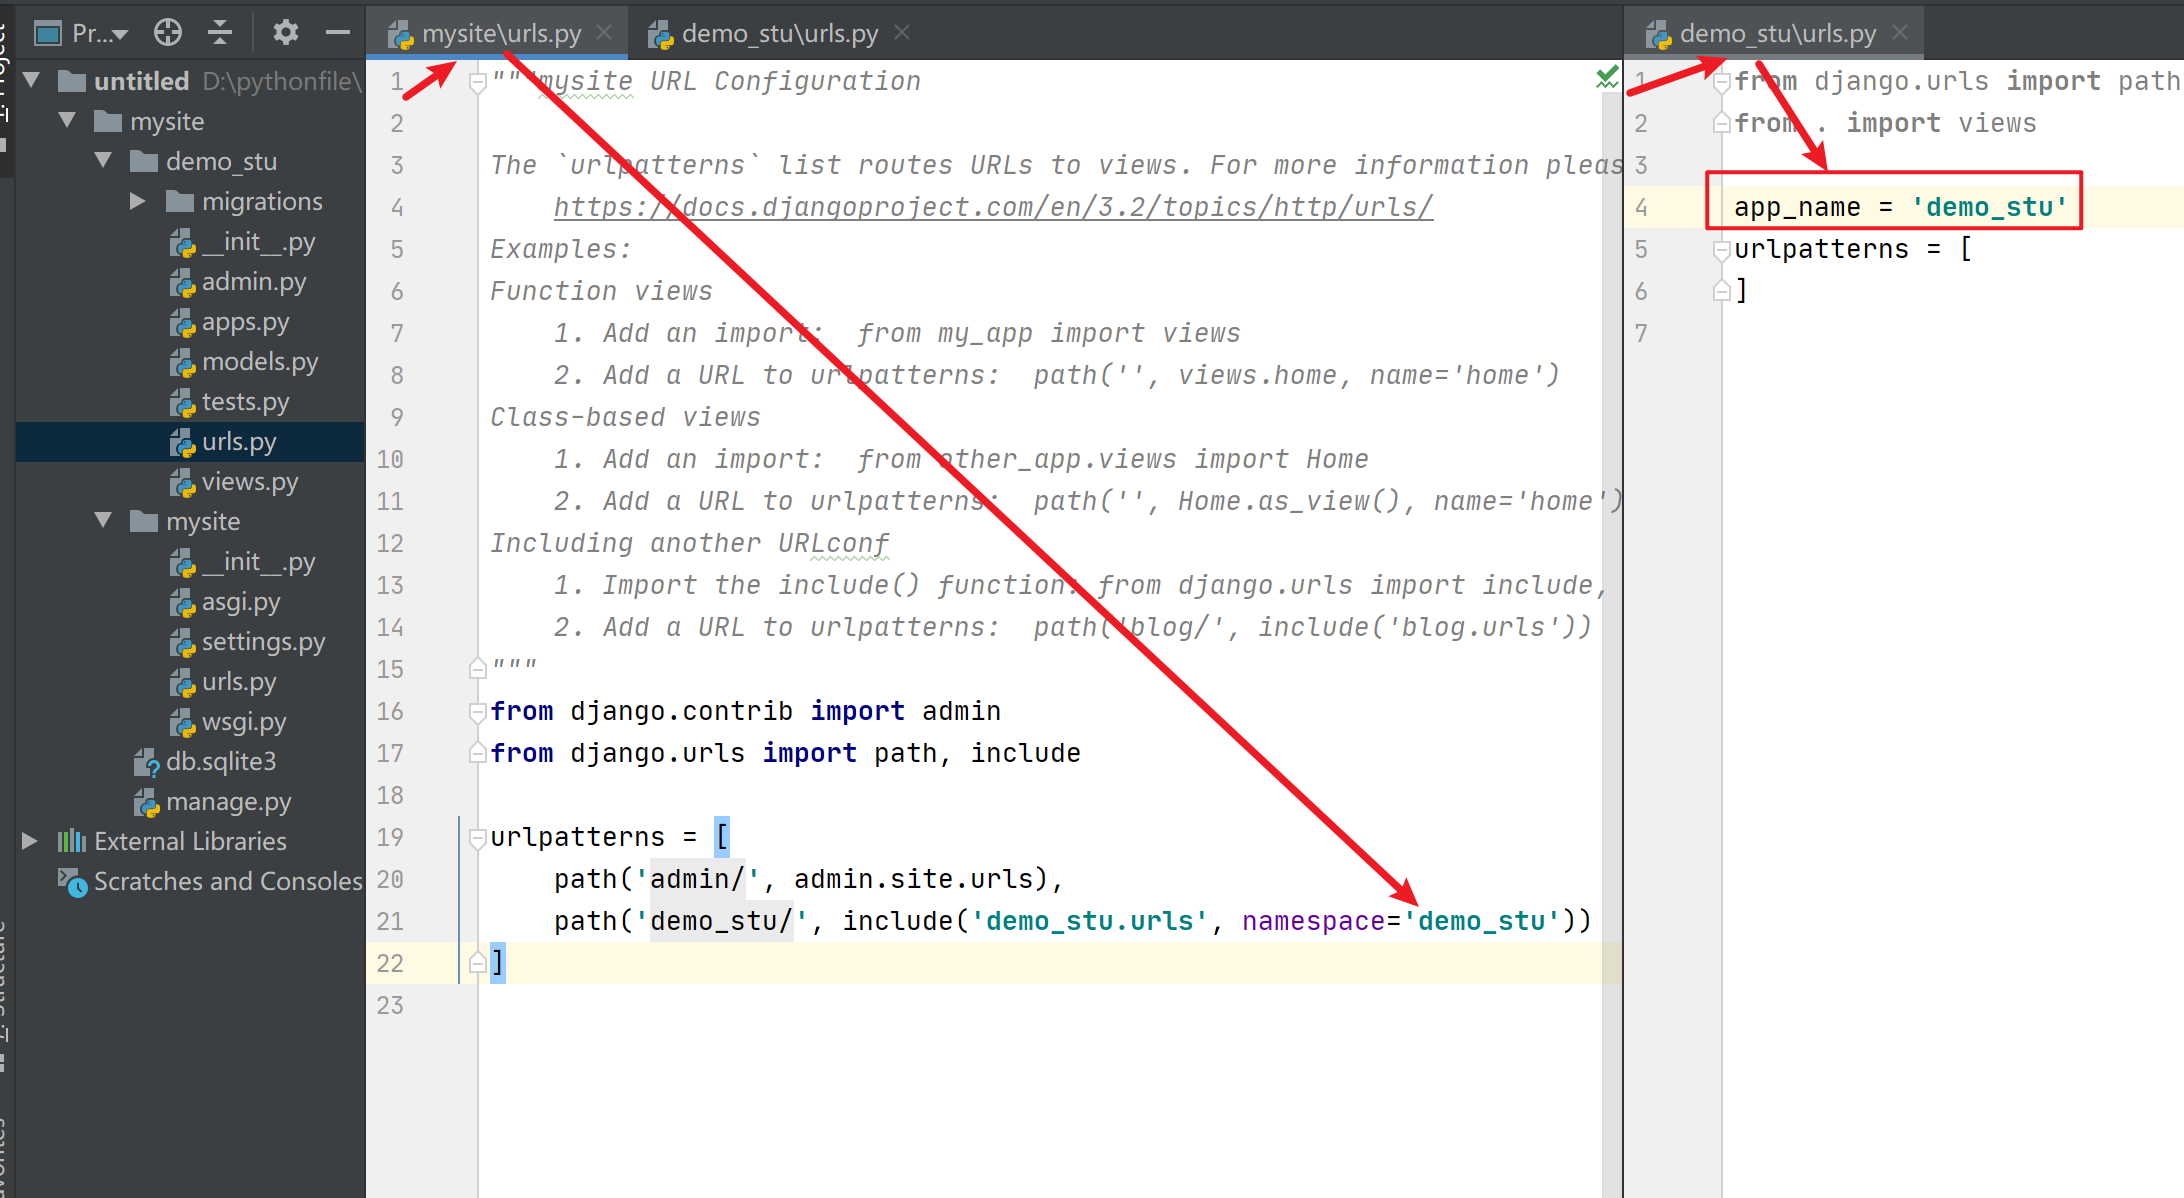 Pr...
mysite\urls.py
demo_stu\urls.py
demo_stu\urls.py
untitled D:\pythonfile\
mysite
demo_stu
migrations
__init__.py
admin.py
apps.py
models.py
tests.py
urls.py
views.py
mysite
__init__.py
asgi.py
settings.py
urls.py
wsgi.py
db.sqlite3
manage.py
External Libraries
Scratches and Consoles
1 """mysite URL Configuration
2
3 The `urlpatterns` list routes URLs to views. For more information pleas
4 https://docs.djangoproject.com/en/3.2/topics/http/urls/
5 Examples:
6 Function views
7 1. Add an import:  from my_app import views
8 2. Add a URL to urlpatterns:  path('', views.home, name='home')
9 Class-based views
10 1. Add an import:  from other_app.views import Home
11 2. Add a URL to urlpatterns:  path('', Home.as_view(), name='home')
12 Including another URLconf
13 1. Import the include() function: from django.urls import include,
14 2. Add a URL to urlpatterns:  path('blog/', include('blog.urls'))
15 """
16 from django.contrib import admin
17 from django.urls import path, include
18
19 urlpatterns = [
20 path('admin/', admin.site.urls),
21 path('demo_stu/', include('demo_stu.urls', namespace='demo_stu'))
22 ]
23
1 from django.urls import path
2 from . import views
3
4 app_name = 'demo_stu'
5 urlpatterns = [
6 ]
7